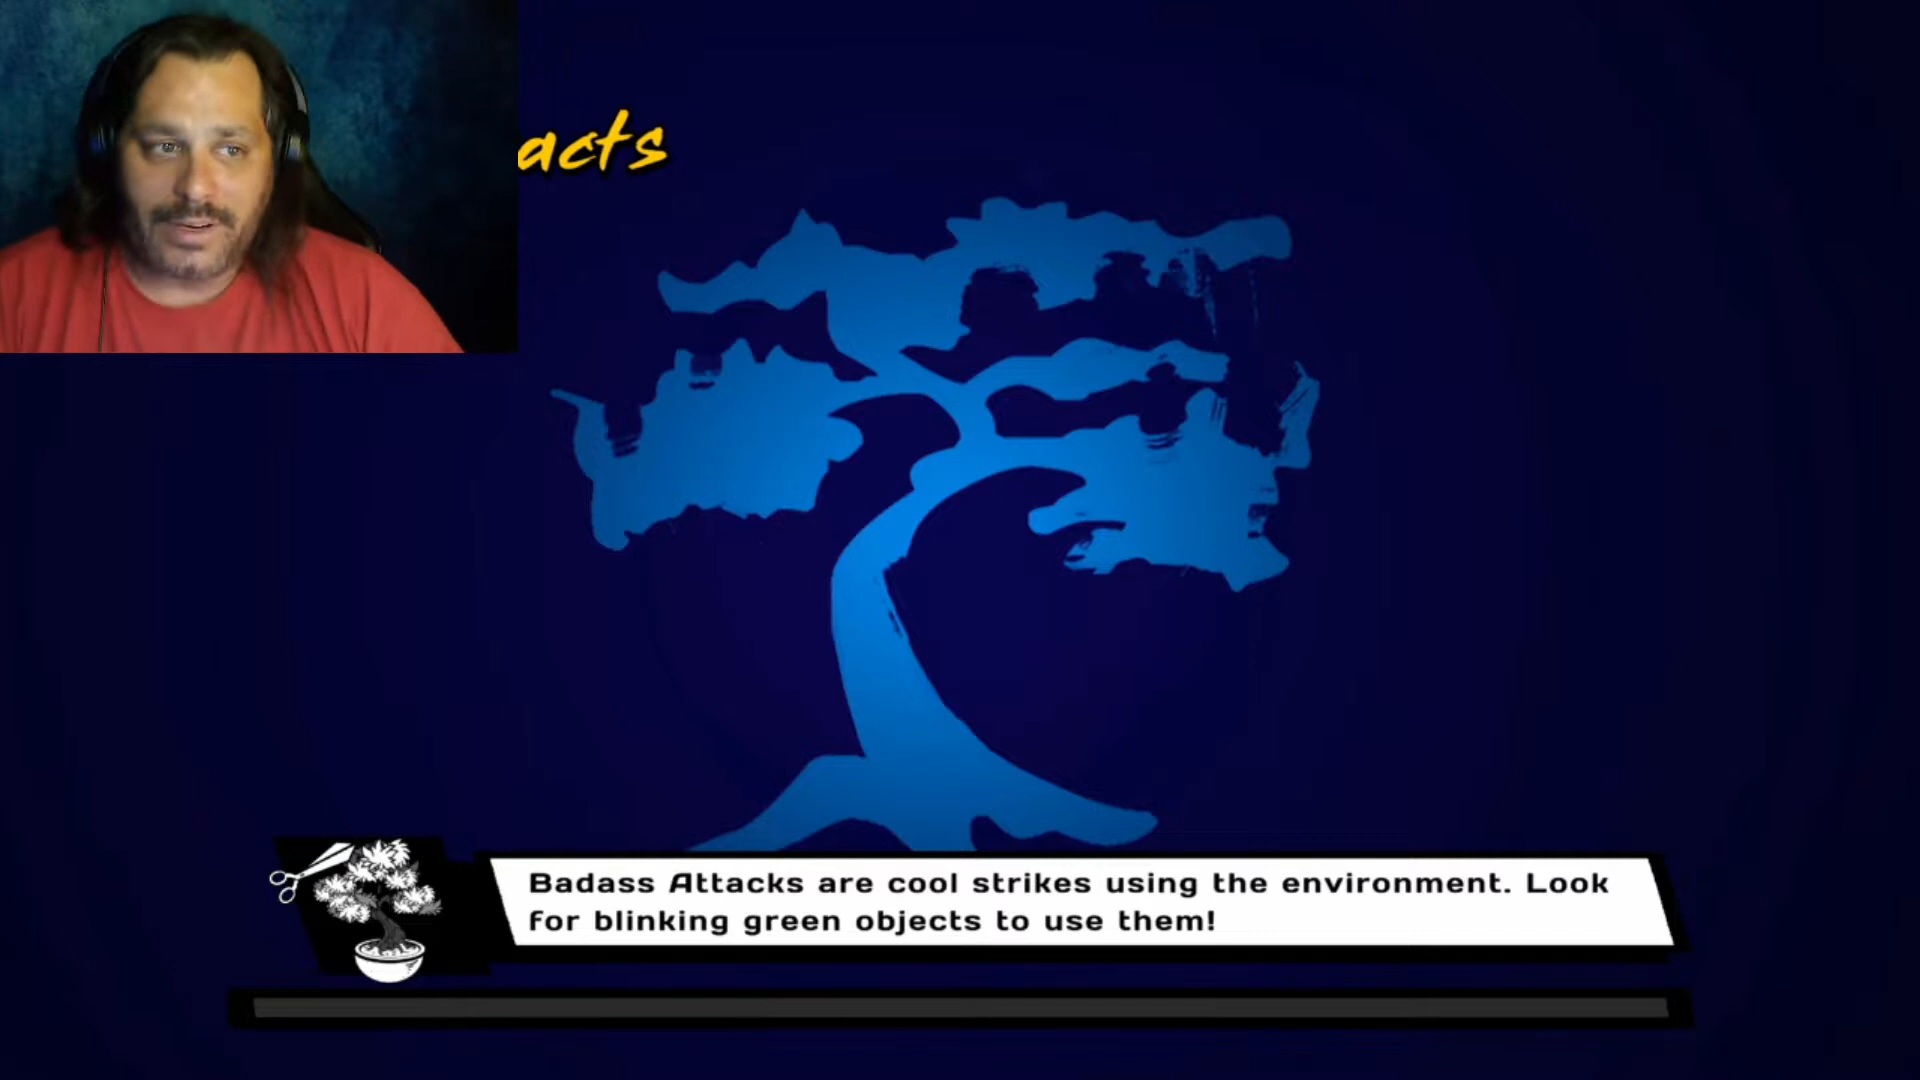 acts
Badass Attacks are cool strikes using the environment. Look
for blinking green objects to use them!